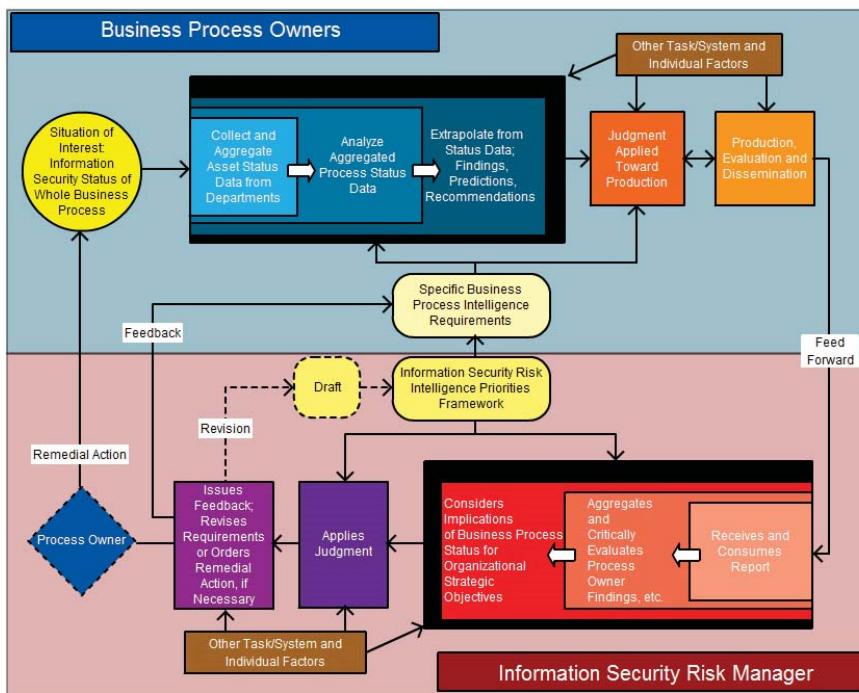 Business Process Owners
Other Task/System and
Individual Factors
Situation of
Interest:
Information
Security Status of
Whole Business
Process
Collect and
Aggregate
Asset Status
Data from
Departments
Analyze
Aggregated
Process Status
Data
Extrapolate from
Status Data;
Findings,
Predictions,
Recommendations
Judgment
Applied
Toward
Production
Production,
Evaluation and
Dissemination
Specific Business
Process Intelligence
Requirements
Feedback
Feed
Forward
Draft
Information Security Risk
Intelligence Priorities
Framework
Revision
Remedial Action
Process Owner
Issues
Feedback;
Revises
Requirements
or Orders
Remedial
Action, if
Necessary
Applies
Judgment
Considers
Implications
of Business Process
Status for
Organizational
Strategic
Objectives
Aggregates
and
Critically
Evaluates
Process
Owner
Findings, etc.
Receives and
Consumes
Report
Other Task/System and
Individual Factors
Information Security Risk Manager